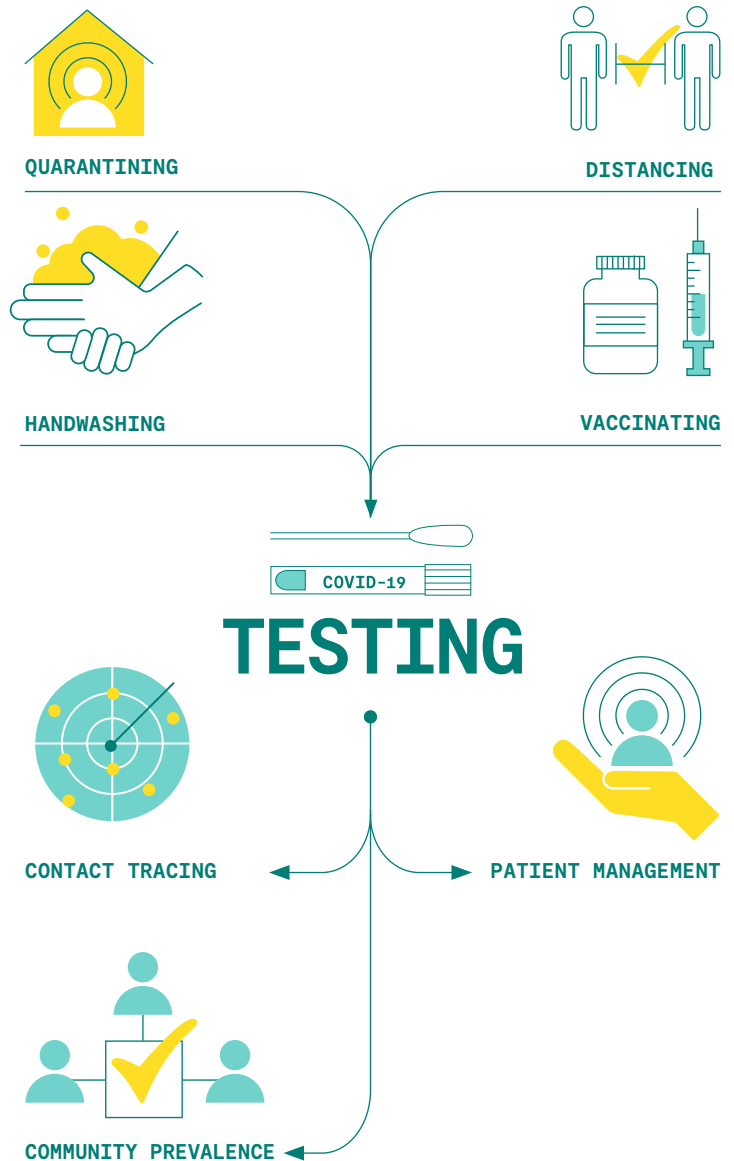 QUARANTINING
DISTANCING
HANDWASHING
VACCINATING
COVID-19
TESTING
CONTACT TRACING
PATIENT MANAGEMENT
COMMUNITY PREVALENCE